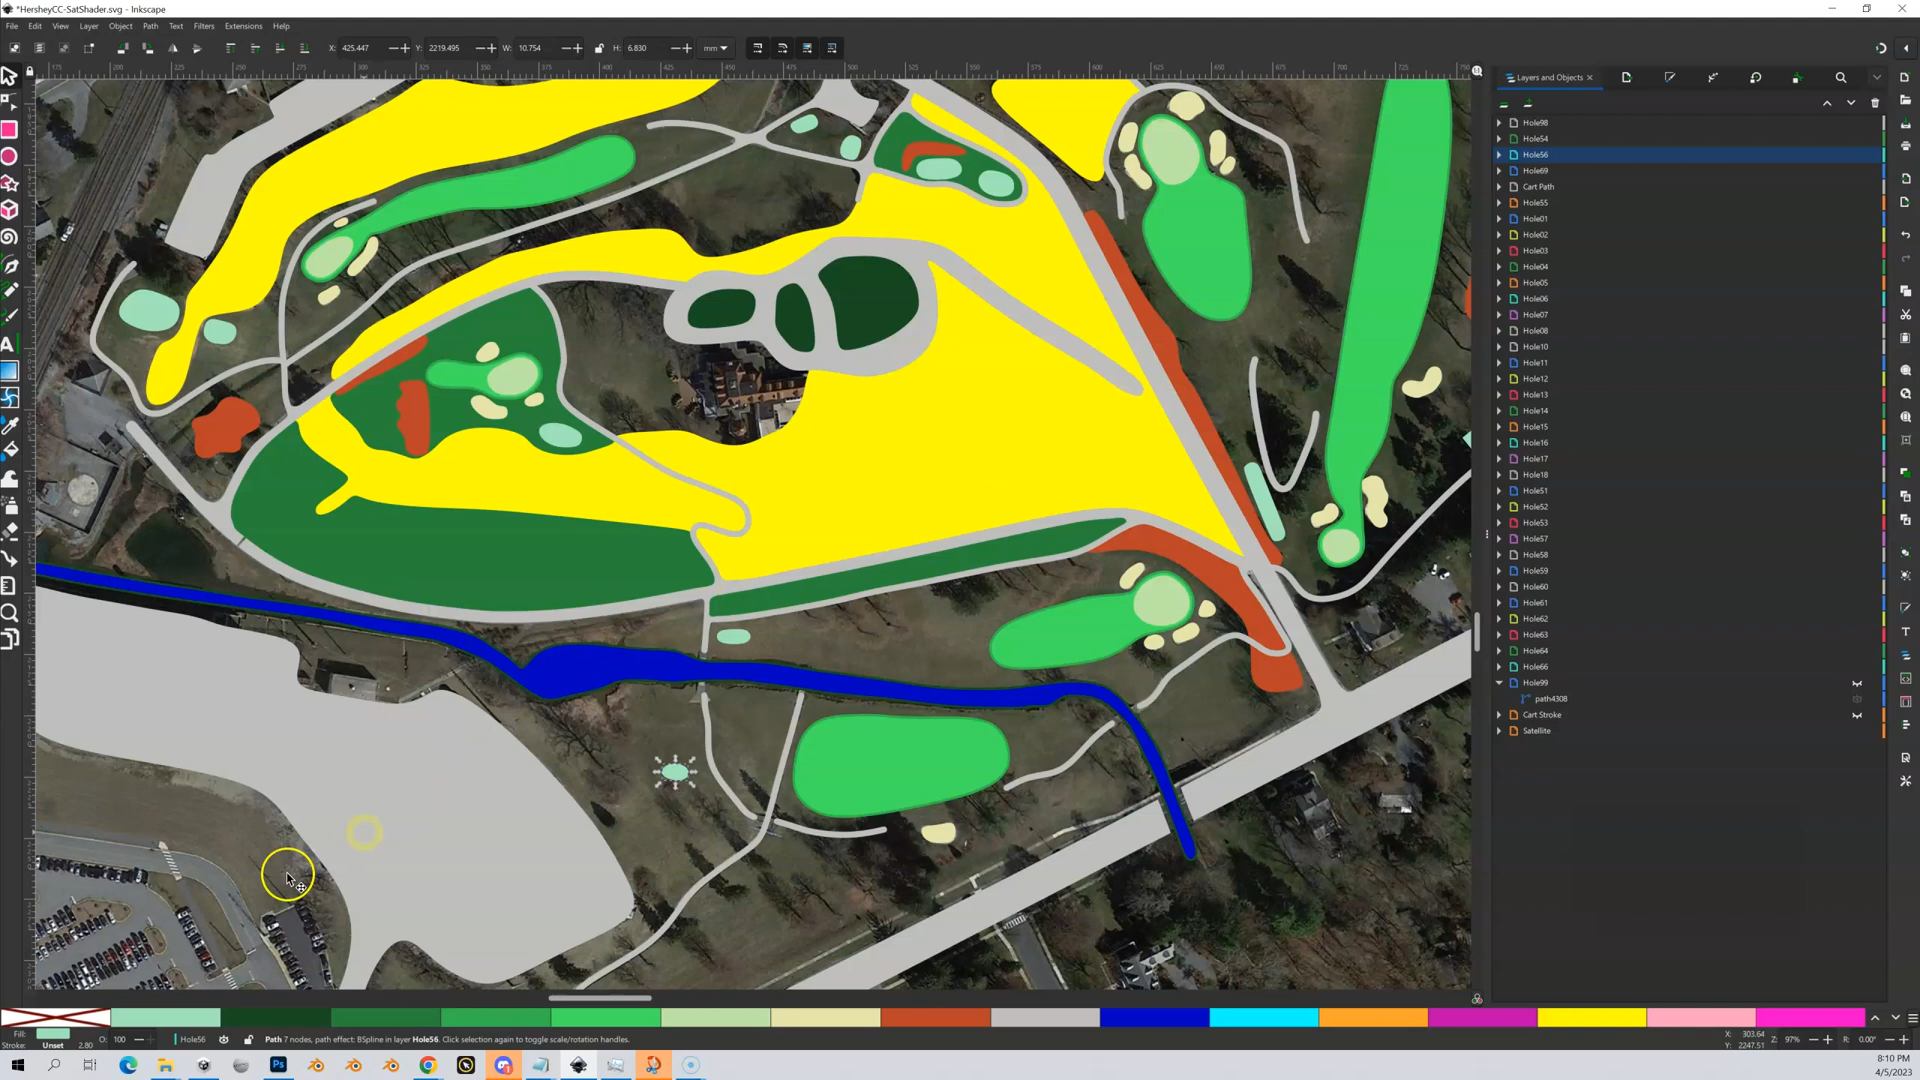 *HersheyCC-SatShader.svg - Inkscape
File Edit View Layer Object Path Text Filters Extensions Help
X: 425.447 Y: 2219.495 W: 10.754 H: 6.830 mm
Layers and Objects
Hole98
Hole54
Hole56
Hole69
Cart Path
Hole55
Hole01
Hole02
Hole03
Hole04
Hole05
Hole06
Hole07
Hole08
Hole10
Hole11
Hole12
Hole13
Hole14
Hole15
Hole16
Hole17
Hole18
Hole51
Hole52
Hole53
Hole57
Hole58
Hole59
Hole60
Hole61
Hole62
Hole63
Hole64
Hole66
Hole99
path4308
Cart Stroke
Satellite
Fill:
Stroke: Unset 2.80
O: 100
Hole56
Path 7 nodes, path effect: BSpline in layer Hole56. Click selection again to toggle scale/rotation handles.
X: 303.64
Y: 2247.51
Z: 97%
R: 0.00°
8:10 PM
4/5/2023